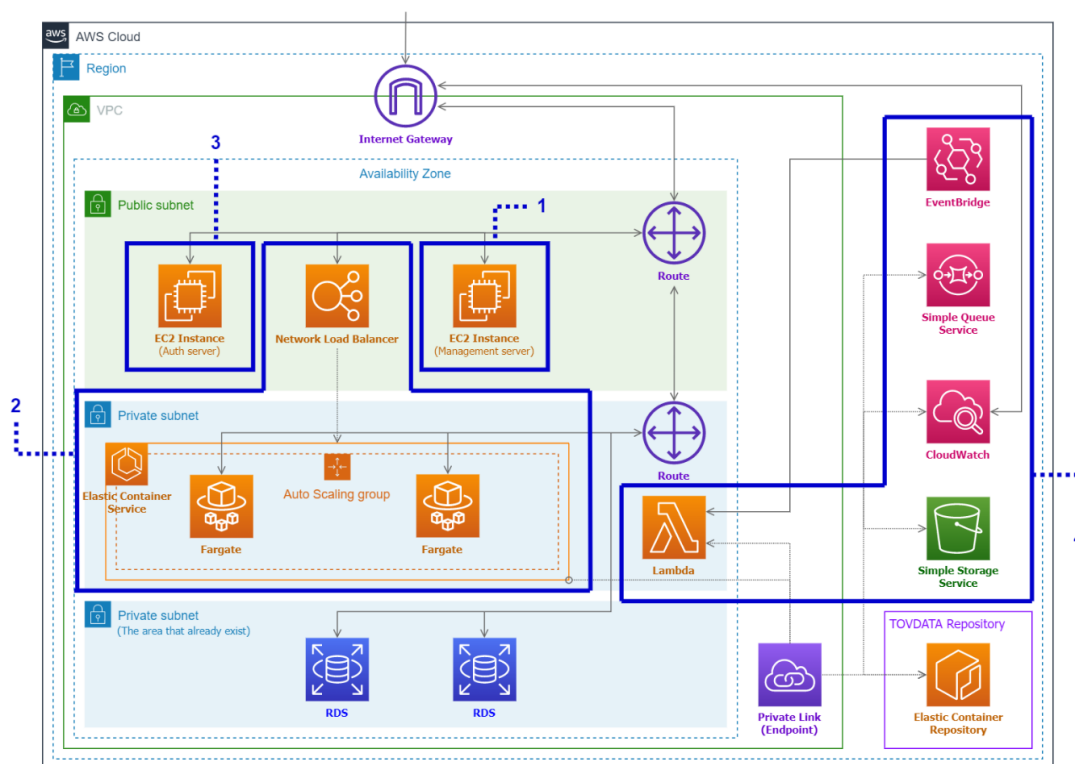 aws
AWS Cloud
Region
VPC
Internet Gateway
3
Availability Zone
EventBridge
Public subnet
1
Route
EC2 Instance
(Auth server)
Network Load Balancer
EC2 Instance
(Management server)
Simple Queue
Service
2
Private subnet
Route
CloudWatch
Elastic Container
Service
Auto Scaling group
Fargate
Fargate
Lambda
Simple Storage
Service
Private subnet
(The area that already exist)
TOVDATA Repository
RDS
RDS
Private Link
(Endpoint)
Elastic Container
Repository